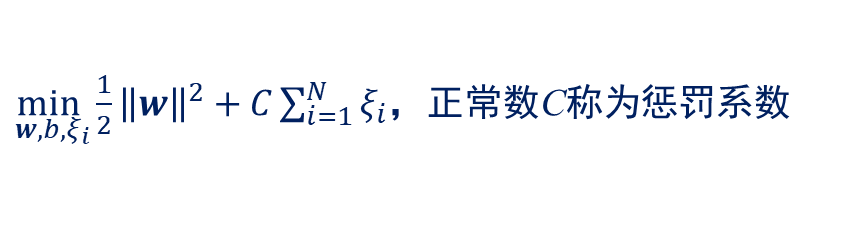 min_{w,b,ξ_i} 1/2 ||w||² + C ∑_{i=1}^{N} ξ_i，正常数C称为惩罚系数